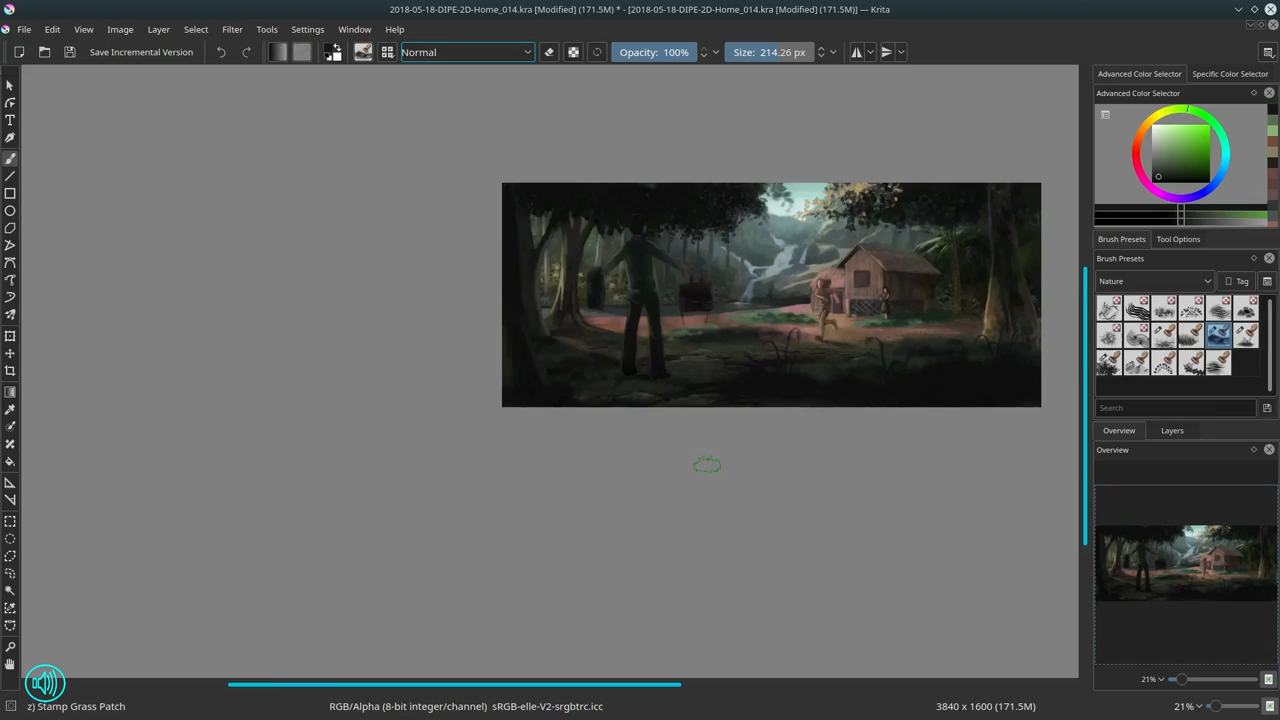 2018-05-18-DIPE-2D-Home_014.kra [Modified] (171.5M) * - [2018-05-18-DIPE-2D-Home_014.kra [Modified] (171.5M)] — Krita
File Edit View Image Layer Select Filter Tools Settings Window Help
Save Incremental Version Normal Opacity: 100% Size: 214.26 px
Advanced Color Selector Specific Color Selector
Advanced Color Selector
Brush Presets Tool Options
Brush Presets
Nature Tag
Search
Overview Layers
Overview
21%
z) Stamp Grass Patch RGB/Alpha (8-bit integer/channel) sRGB-elle-V2-srgbtrc.icc 3840 x 1600 (171.5M) 21%